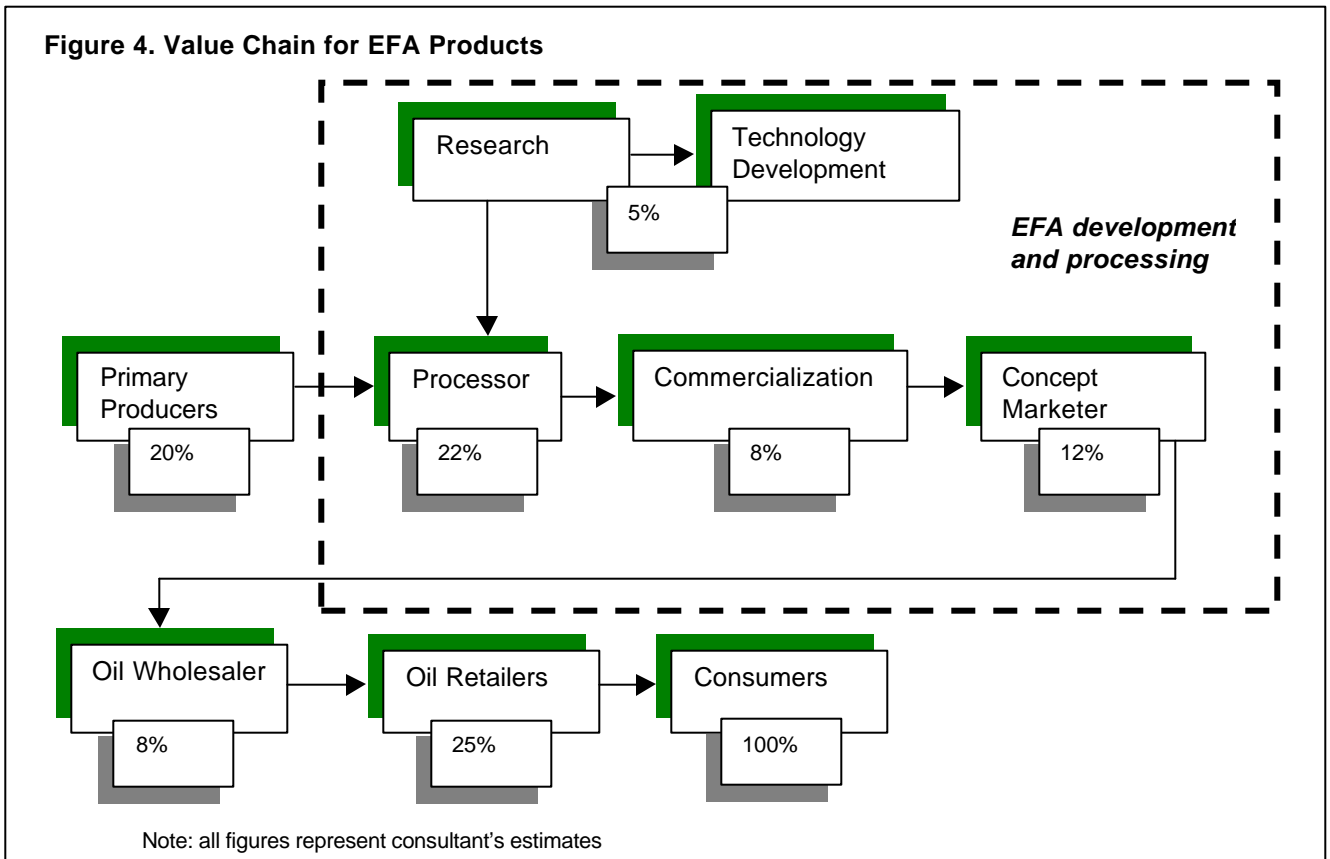 Figure 4. Value Chain for EFA Products
Research
Technology
Development
5%
EFA development
and processing
Primary
Producers
20%
Processor
22%
Commercialization
8%
Concept
Marketer
12%
Oil Wholesaler
8%
Oil Retailers
25%
Consumers
100%
Note: all figures represent consultant's estimates